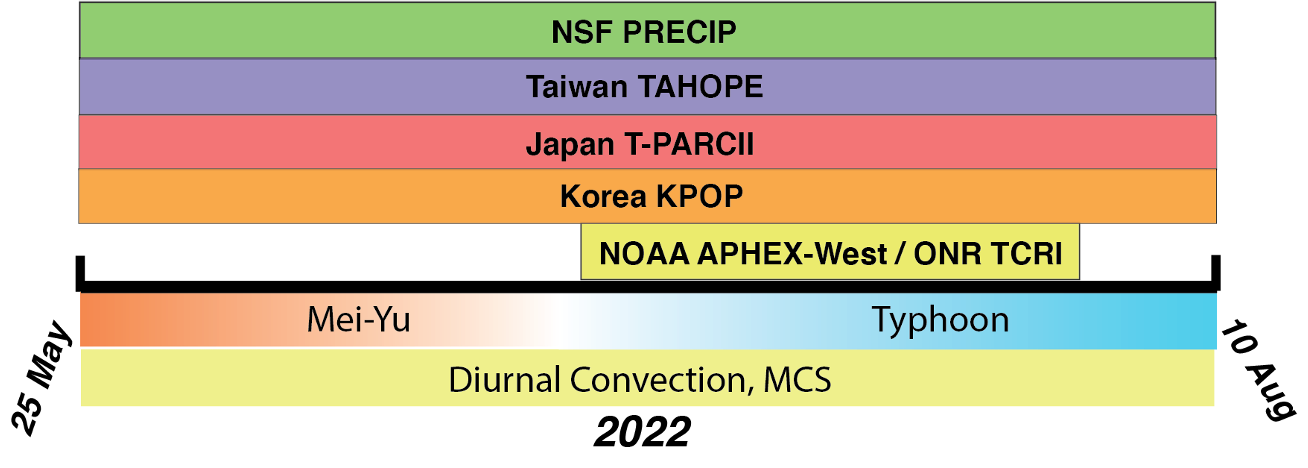 NSF PRECIP
Taiwan TAHOPE
Japan T-PARCII
Korea KPOP
NOAA APHEX-West / ONR TCRI
Mei-Yu
Typhoon
25 May
10 Aug
Diurnal Convection, MCS
2022